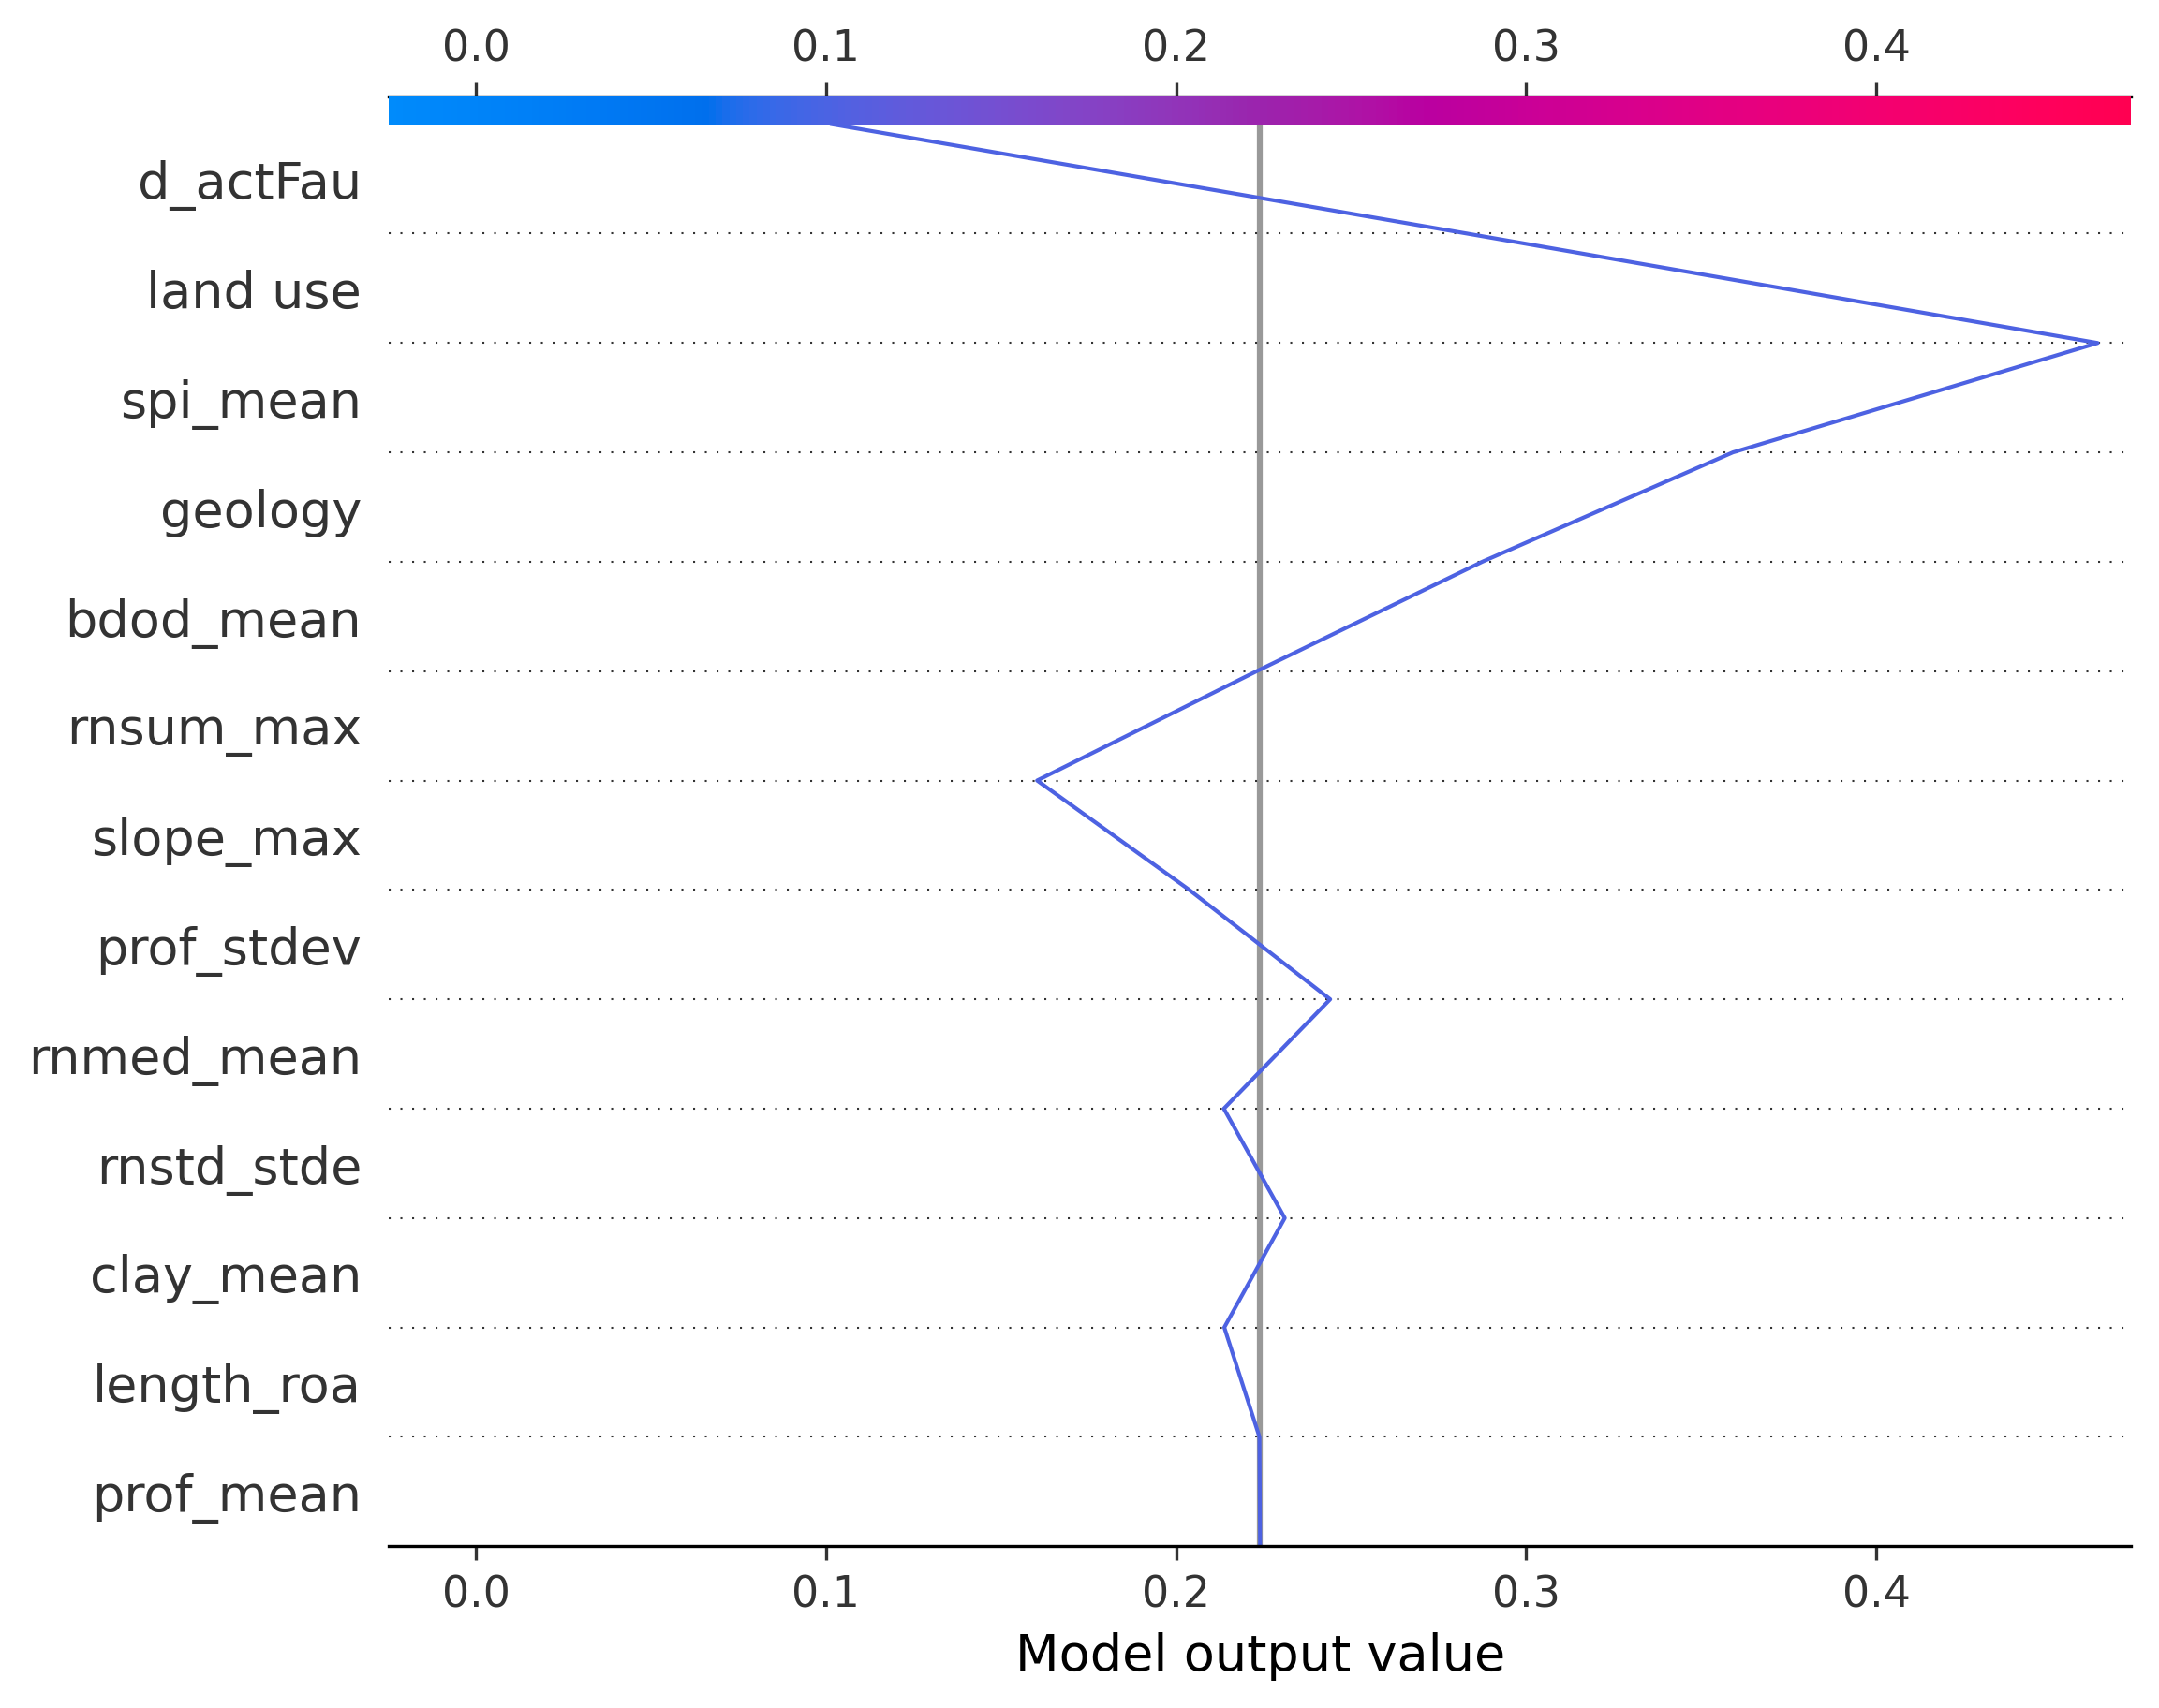 0.0 0.1 0.2 0.3 0.4
d_actFau
land use
spi_mean
geology
bdod_mean
rnsum_max
slope_max
prof_stdev
rnmed_mean
rnstd_stde
clay_mean
length_roa
prof_mean
0.0 0.1 0.2 0.3 0.4
Model output value